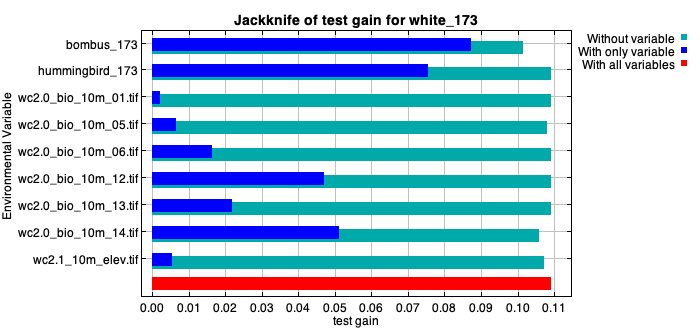 Jackknife of test gain for white_173
Without variable
With only variable
With all variables
Environmental Variable
bombus_173
hummingbird_173
wc2.0_bio_10m_01.tif
wc2.0_bio_10m_05.tif
wc2.0_bio_10m_06.tif
wc2.0_bio_10m_12.tif
wc2.0_bio_10m_13.tif
wc2.0_bio_10m_14.tif
wc2.1_10m_elev.tif
0.00 0.01 0.02 0.03 0.04 0.05 0.06 0.07 0.08 0.09 0.10 0.11
test gain